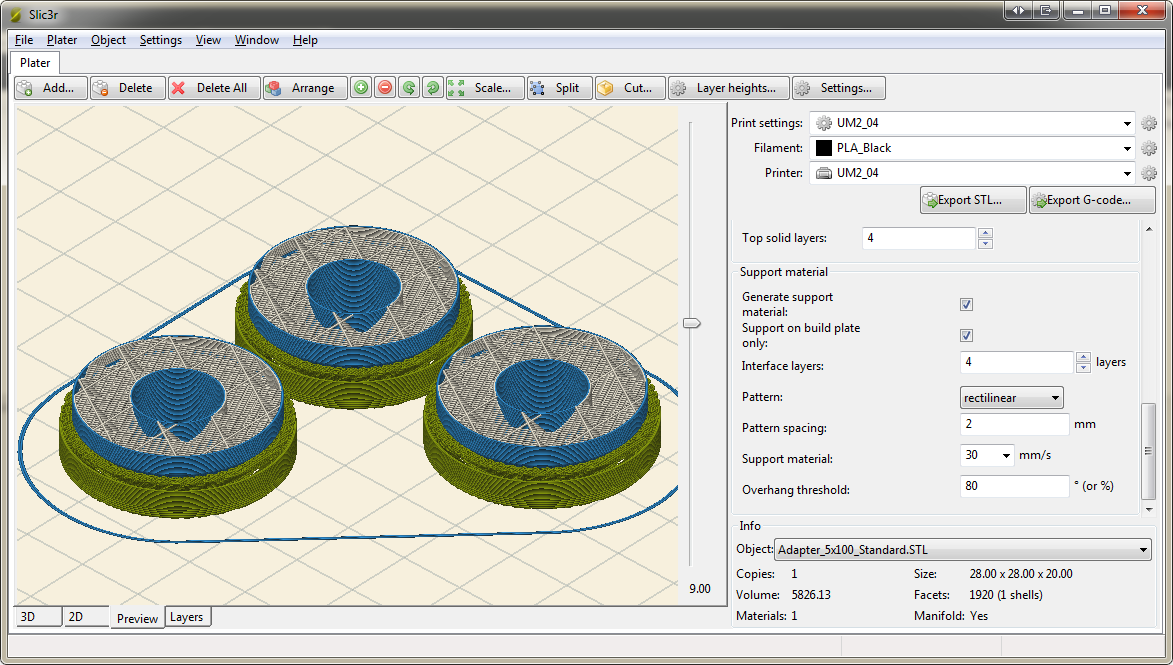 Slic3r
File Plater Object Settings View Window Help
Plater
Add... Delete Delete All Arrange Scale... Split Cut... Layer heights... Settings...
Print settings: UM2_04
Filament: PLA_Black
Printer: UM2_04
Export STL... Export G-code...
Top solid layers: 4
Support material
Generate support
material:
Support on build plate
only:
Interface layers: 4 layers
Pattern: rectilinear
Pattern spacing: 2 mm
Support material: 30 mm/s
Overhang threshold: 80 ° (or %)
Info
Object: Adapter_5x100_Standard.STL
Copies: 1 Size: 28.00 x 28.00 x 20.00
Volume: 5826.13 Facets: 1920 (1 shells)
Materials: 1 Manifold: Yes
9.00
3D 2D Preview Layers